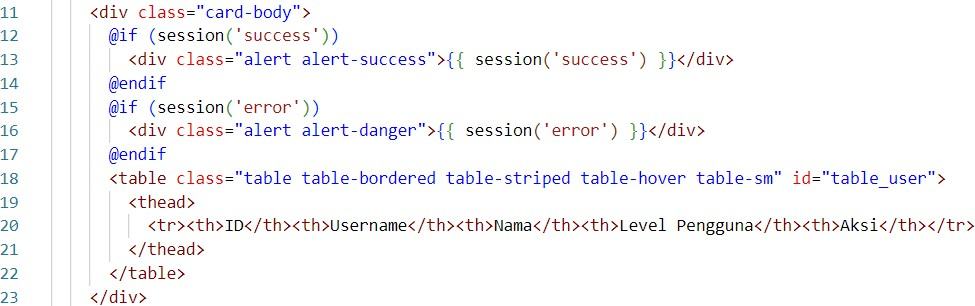 11 <div class="card-body">
12 @if (session('success'))
13 <div class="alert alert-success">{{ session('success') }}</div>
14 @endif
15 @if (session('error'))
16 <div class="alert alert-danger">{{ session('error') }}</div>
17 @endif
18 <table class="table table-bordered table-striped table-hover table-sm" id="table_user">
19 <thead>
20 <tr><th>ID</th><th>Username</th><th>Nama</th><th>Level Pengguna</th><th>Aksi</th></tr>
21 </thead>
22 </table>
23 </div>